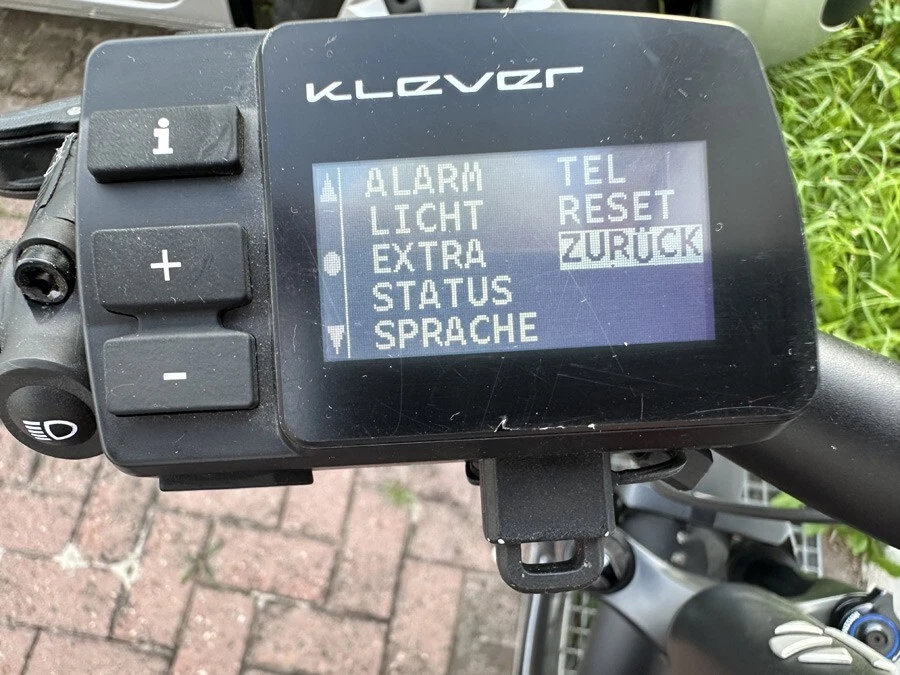 KLEVER
i
+
-
ALARM
LICHT
EXTRA
STATUS
SPRACHE
TEL
RESET
ZURÜCK